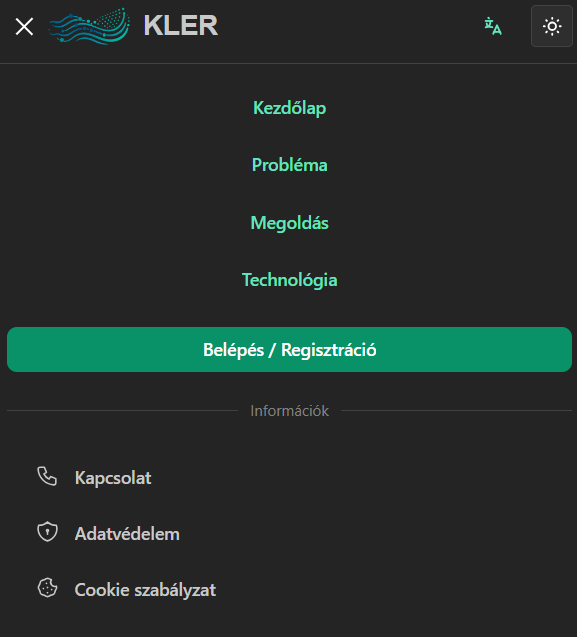 KLER
Kezdőlap
Probléma
Megoldás
Technológia
Belépés / Regisztráció
Információk
Kapcsolat
Adatvédelem
Cookie szabályzat